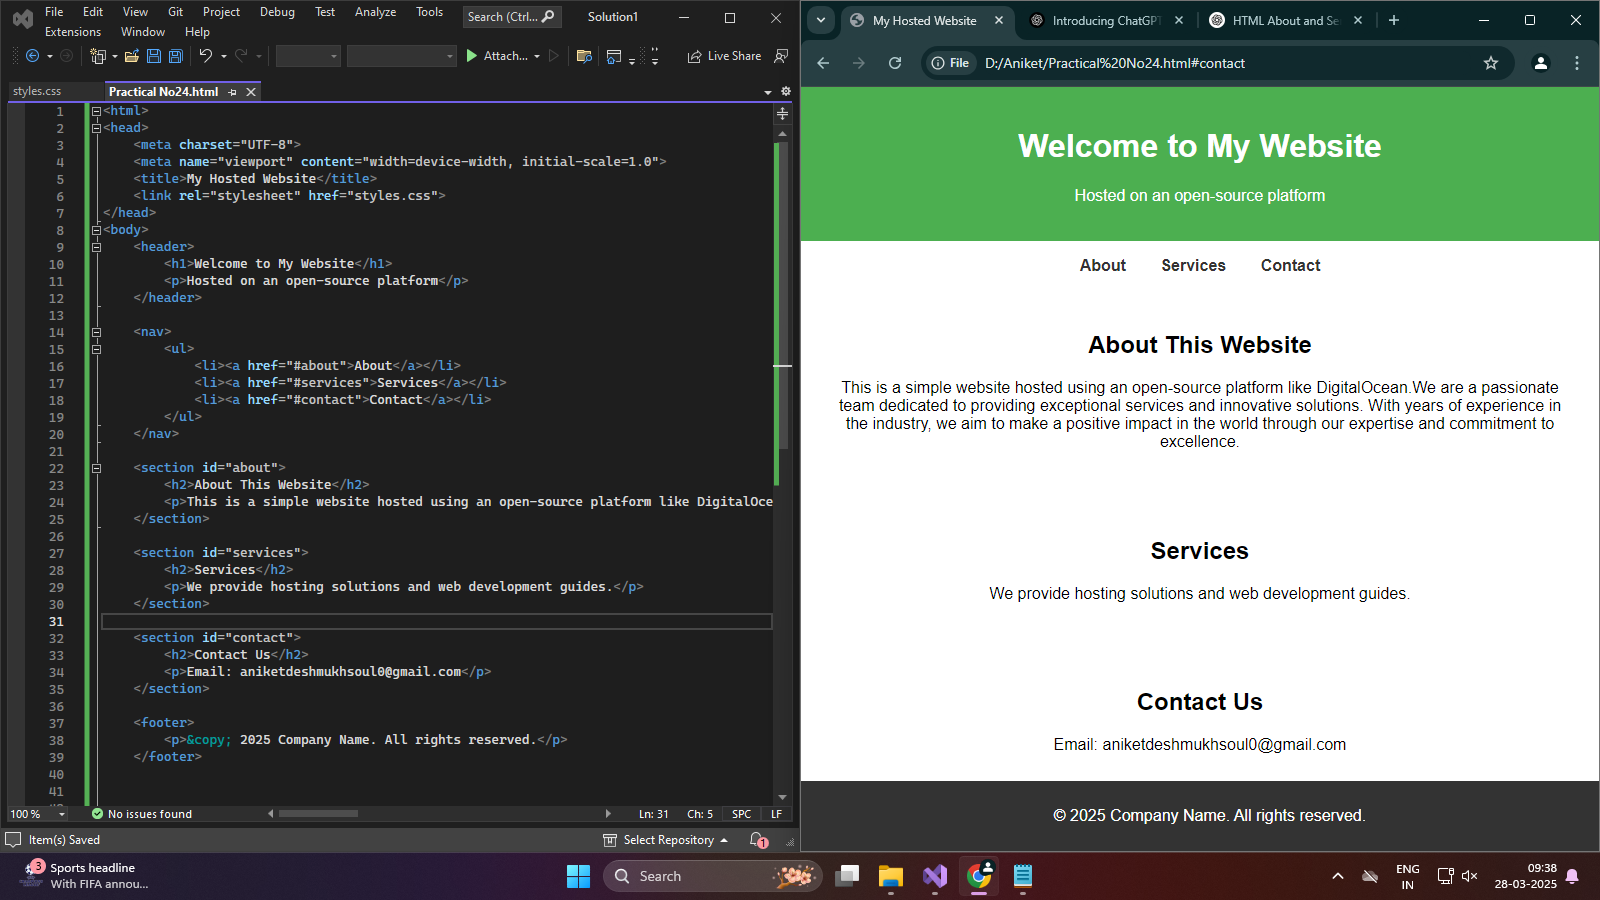 File Edit View Git Project Debug Test Analyze Tools Search (Ctrl... Solution1
Extensions Window Help
Attach... Live Share
styles.css Practical No24.html
1 <html>
2 <head>
3 <meta charset="UTF-8">
4 <meta name="viewport" content="width=device-width, initial-scale=1.0">
5 <title>My Hosted Website</title>
6 <link rel="stylesheet" href="styles.css">
7 </head>
8 <body>
9 <header>
10 <h1>Welcome to My Website</h1>
11 <p>Hosted on an open-source platform</p>
12 </header>
13
14 <nav>
15 <ul>
16 <li><a href="#about">About</a></li>
17 <li><a href="#services">Services</a></li>
18 <li><a href="#contact">Contact</a></li>
19 </ul>
20 </nav>
21
22 <section id="about">
23 <h2>About This Website</h2>
24 <p>This is a simple website hosted using an open-source platform like DigitalOce
25 </section>
26
27 <section id="services">
28 <h2>Services</h2>
29 <p>We provide hosting solutions and web development guides.</p>
30 </section>
31
32 <section id="contact">
33 <h2>Contact Us</h2>
34 <p>Email: aniketdeshmukhsoul0@gmail.com</p>
35 </section>
36
37 <footer>
38 <p>&copy; 2025 Company Name. All rights reserved.</p>
39 </footer>
40
41
100 % No issues found Ln: 31 Ch: 5 SPC LF
Item(s) Saved Select Repository 1
My Hosted Website Introducing ChatGPT HTML About and Se
File D:/Aniket/Practical%20No24.html#contact
Welcome to My Website
Hosted on an open-source platform
About Services Contact
About This Website
This is a simple website hosted using an open-source platform like DigitalOcean.We are a passionate
team dedicated to providing exceptional services and innovative solutions. With years of experience in
the industry, we aim to make a positive impact in the world through our expertise and commitment to
excellence.
Services
We provide hosting solutions and web development guides.
Contact Us
Email: aniketdeshmukhsoul0@gmail.com
© 2025 Company Name. All rights reserved.
3 Sports headline
With FIFA annou...
Search
ENG
IN
09:38
28-03-2025